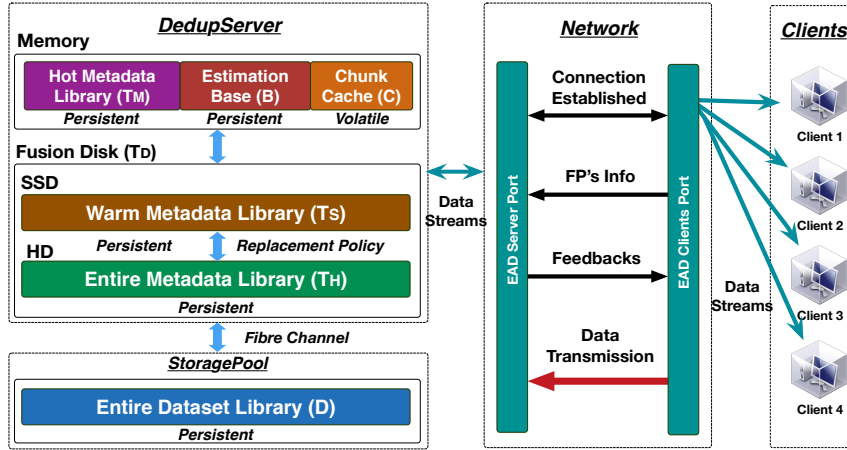 DedupServer
Memory
Hot Metadata
Library (TM)
Estimation
Base (B)
Chunk
Cache (C)
Persistent
Persistent
Volatile
Fusion Disk (TD)
SSD
Warm Metadata Library (TS)
Persistent
Replacement Policy
HD
Entire Metadata Library (TH)
Persistent
Fibre Channel
StoragePool
Entire Dataset Library (D)
Persistent
Data
Streams
Network
EAD Server Port
Connection
Established
FP's Info
Feedbacks
Data
Transmission
EAD Clients Port
Data
Streams
Clients
Client 1
Client 2
Client 3
Client 4